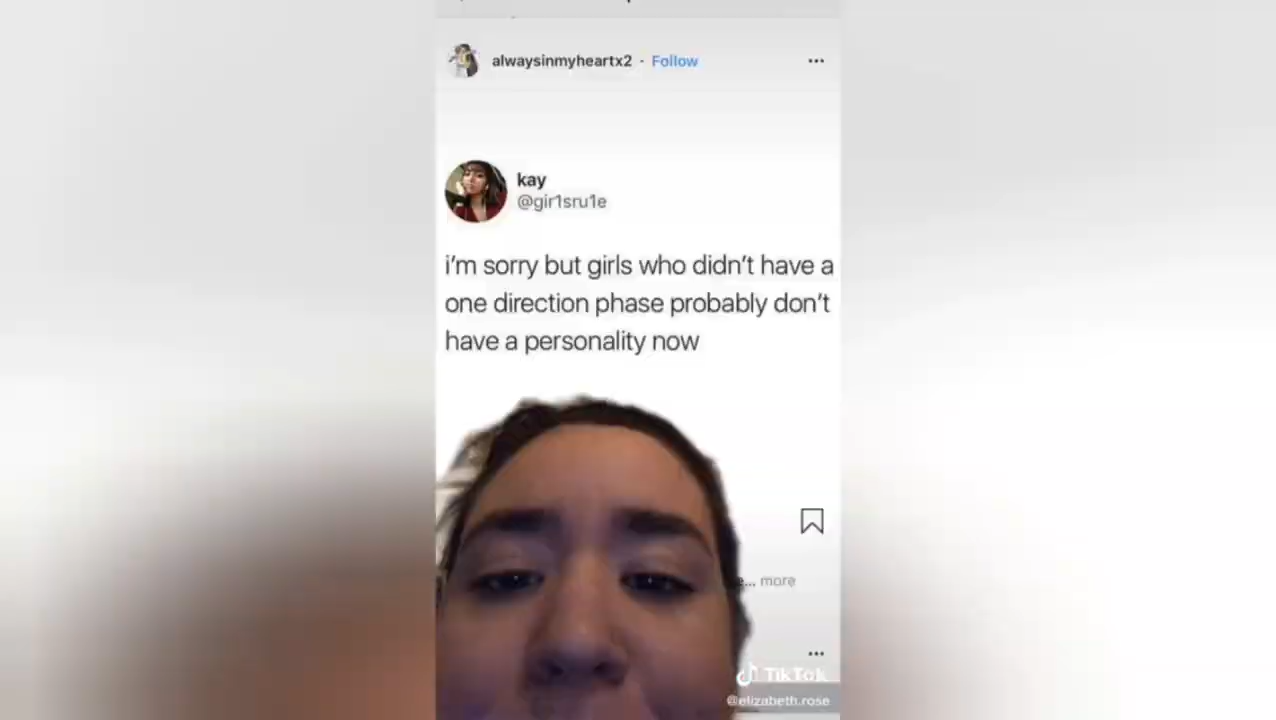 alwaysinmyheartx2 · Follow
kay
@gir1sru1e
i'm sorry but girls who didn't have a
one direction phase probably don't
have a personality now
... more
TikTok
@elizabeth.rose